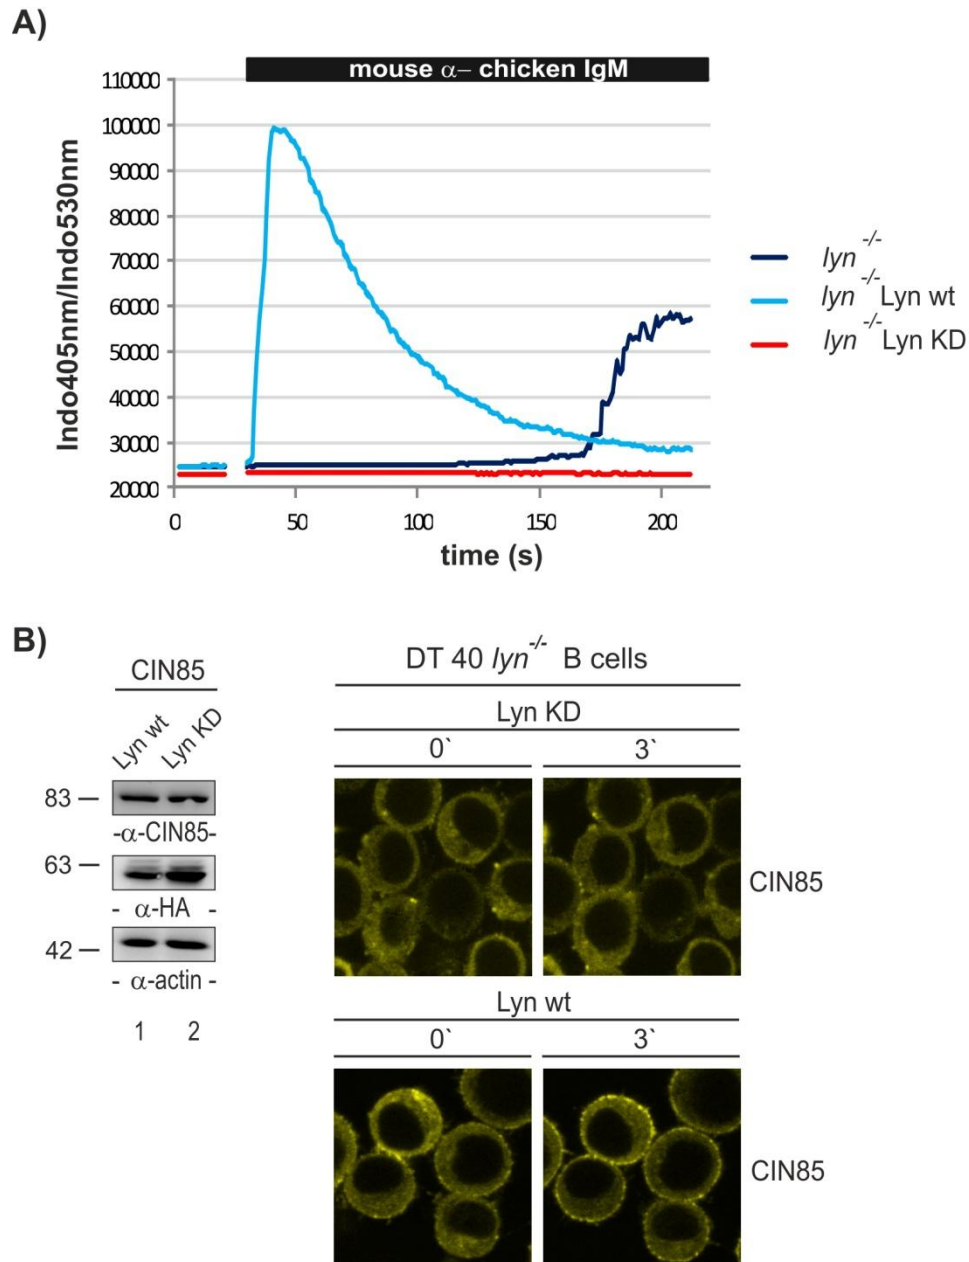 A)
mouse α– chicken IgM
110000
100000
90000
80000
70000
60000
50000
40000
30000
20000
Indo405nm/Indo530nm
0 50 100 150 200
time (s)
lyn -/-
lyn -/- Lyn wt
lyn -/- Lyn KD
B)
CIN85
Lyn wt Lyn KD
83
-α-CIN85-
63
- α-HA -
42
- α-actin -
1 2
DT 40 lyn -/- B cells
Lyn KD
0` 3`
CIN85
Lyn wt
0` 3`
CIN85